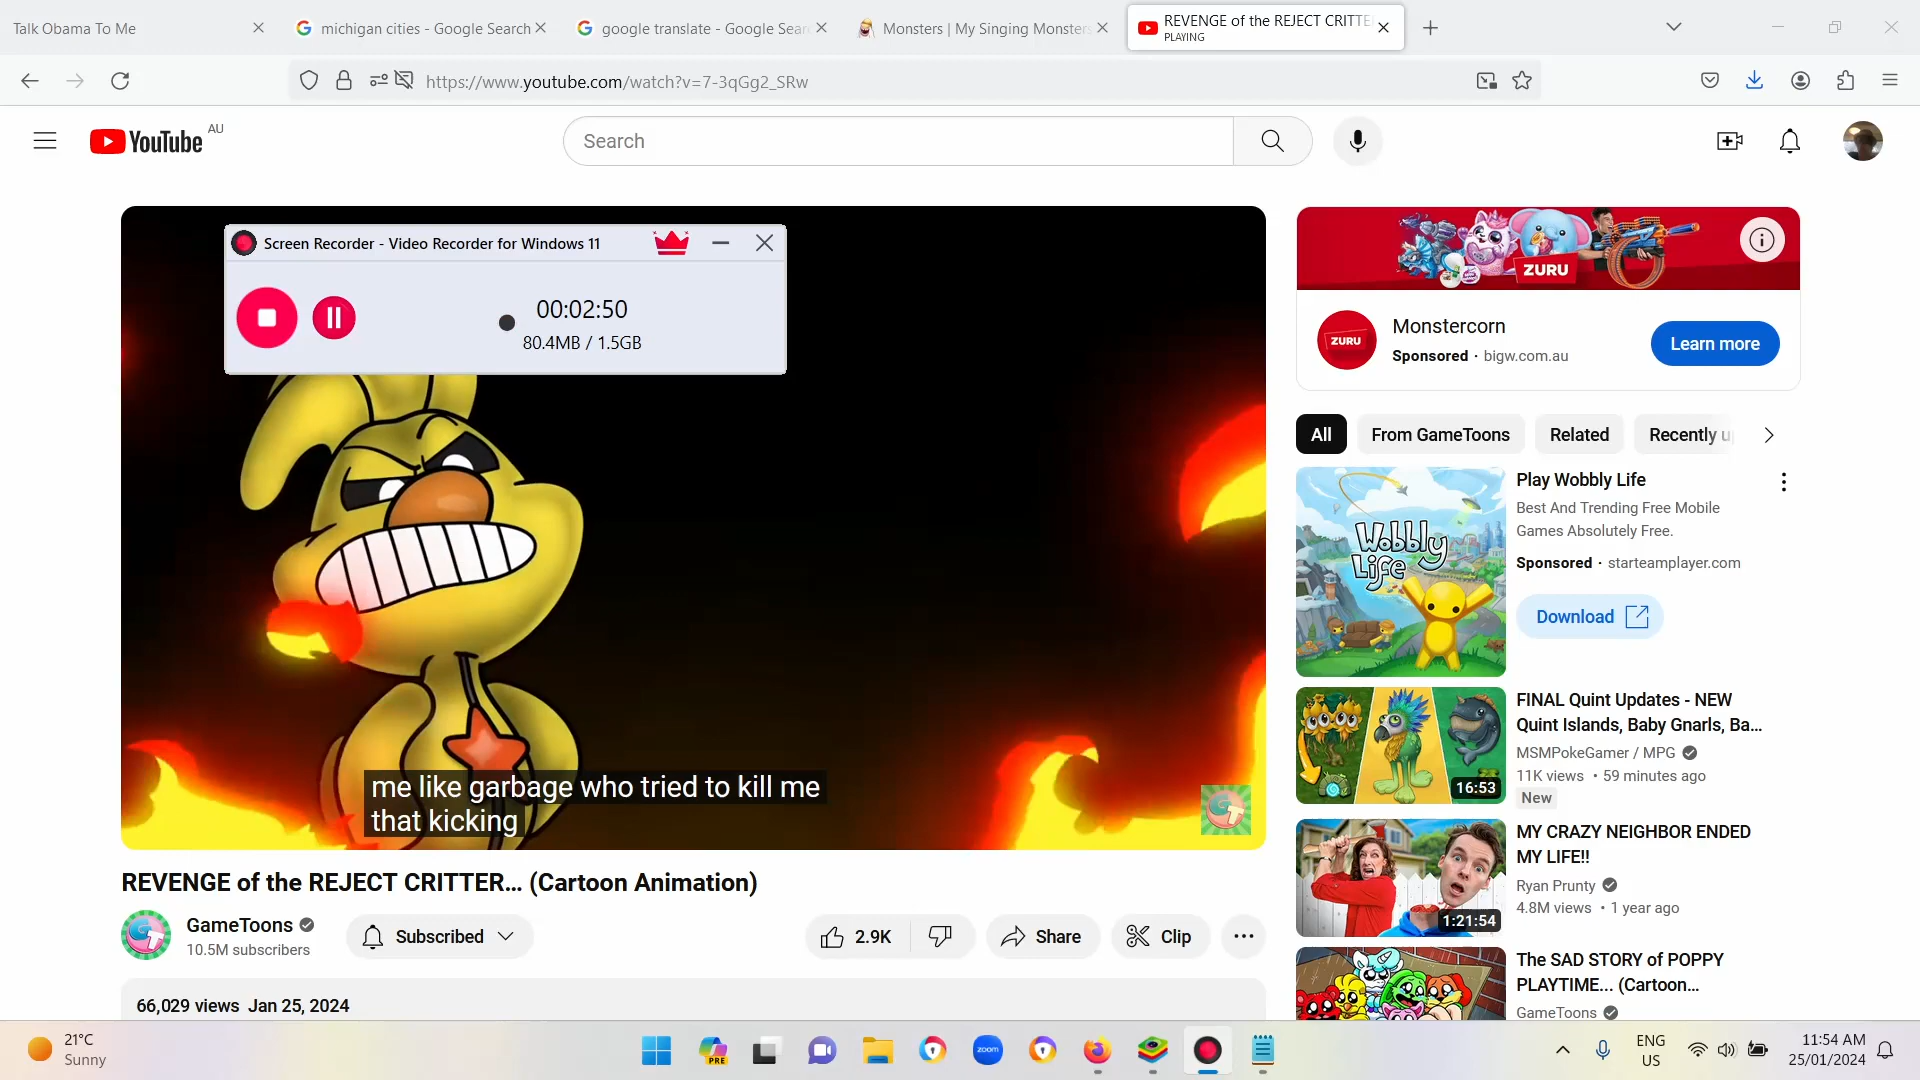 Talk Obama To Me
michigan cities - Google Search
google translate - Google Sear
Monsters | My Singing Monsters
REVENGE of the REJECT CRITTE
PLAYING
https://www.youtube.com/watch?v=7-3qGg2_SRw
YouTube AU
Search
Screen Recorder - Video Recorder for Windows 11
00:02:50
80.4MB / 1.5GB
me like garbage who tried to kill me
that kicking
GT
REVENGE of the REJECT CRITTER... (Cartoon Animation)
GT
GameToons
10.5M subscribers
Subscribed
2.9K
Share
Clip
66,029 views Jan 25, 2024
ZURU
ZURU
Monstercorn
Sponsored · bigw.com.au
Learn more
All
From GameToons
Related
Recently u
Wobbly
Life
Play Wobbly Life
Best And Trending Free Mobile
Games Absolutely Free.
Sponsored · starteamplayer.com
Download
16:53
FINAL Quint Updates - NEW
Quint Islands, Baby Gnarls, Ba...
MSMPokeGamer / MPG
11K views • 59 minutes ago
New
1:21:54
MY CRAZY NEIGHBOR ENDED
MY LIFE!!
Ryan Prunty
4.8M views • 1 year ago
The SAD STORY of POPPY
PLAYTIME... (Cartoon...
GameToons
21°C
Sunny
PRE
zoom
ENG
US
11:54 AM
25/01/2024